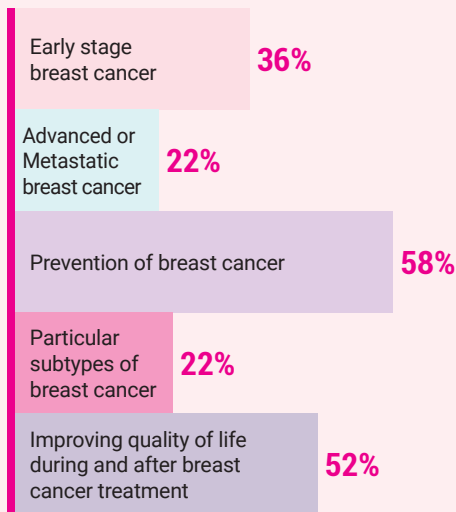 Early stage
breast cancer
36%
Advanced or
Metastatic
breast cancer
22%
Prevention of breast cancer
58%
Particular
subtypes of
breast cancer
22%
Improving quality of life
during and after breast
cancer treatment
52%